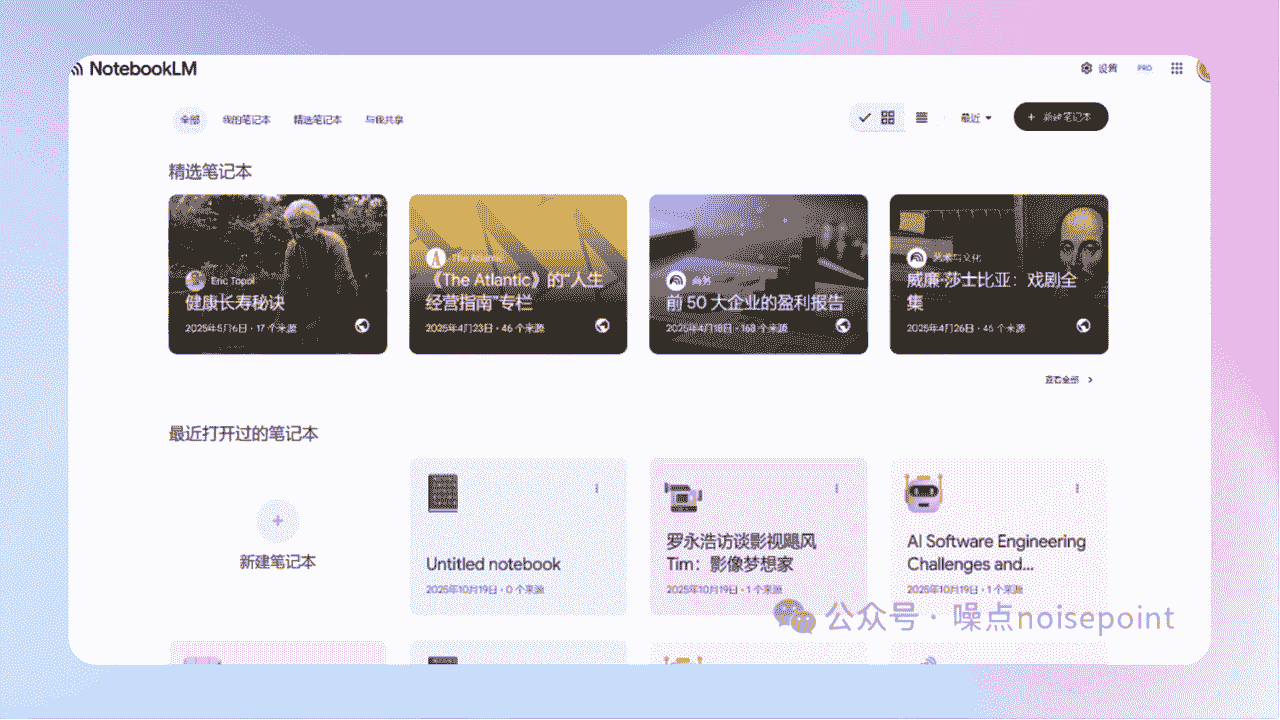 NotebookLM
设置
PRO
全部
我的笔记本
精选笔记本
与我共享
最近
+ 新建笔记本
精选笔记本
Eric Topol
健康长寿秘诀
2025年5月6日 · 17 个来源
The Atlantic
《The Atlantic》的“人生
经营指南”专栏
2025年4月23日 · 46 个来源
商务
前 50 大企业的盈利报告
2025年4月18日 · 168 个来源
艺术与文化
威廉·莎士比亚：戏剧全
集
2025年4月26日 · 45 个来源
查看全部
最近打开过的笔记本
新建笔记本
Untitled notebook
2025年10月19日 · 0 个来源
罗永浩访谈影视飓风
Tim：影像梦想家
2025年10月19日 · 1 个来源
AI Software Engineering
Challenges and...
2025年10月19日 · 1 个来源
公众号 · 噪点noisepoint